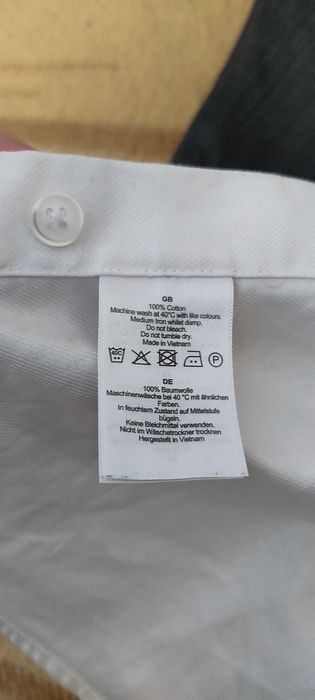 GB
100% Cotton
Machine wash at 40°C with like colours.
Medium Iron whilst damp.
Do not bleach.
Do not tumble dry.
Made in Vietnam
40C
P
DE
100% Baumwolle
Maschinenwäsche bei 40 °C mit ähnlichen
Farben.
In feuchtem Zustand auf Mittelstufe
bügeln.
Keine Bleichmittel verwenden.
Nicht im Wilschetrockner trocknen
Hergestellt in Vietnam